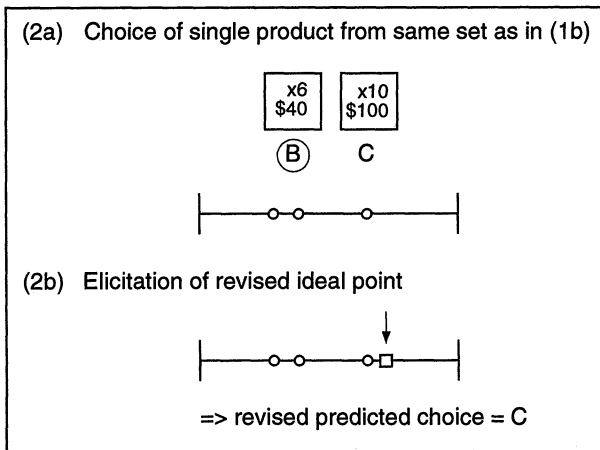 (2a) Choice of single product from same set as in (1b)
x6 x10
$40 $100
B C
(2b) Elicitation of revised ideal point
=> revised predicted choice = C